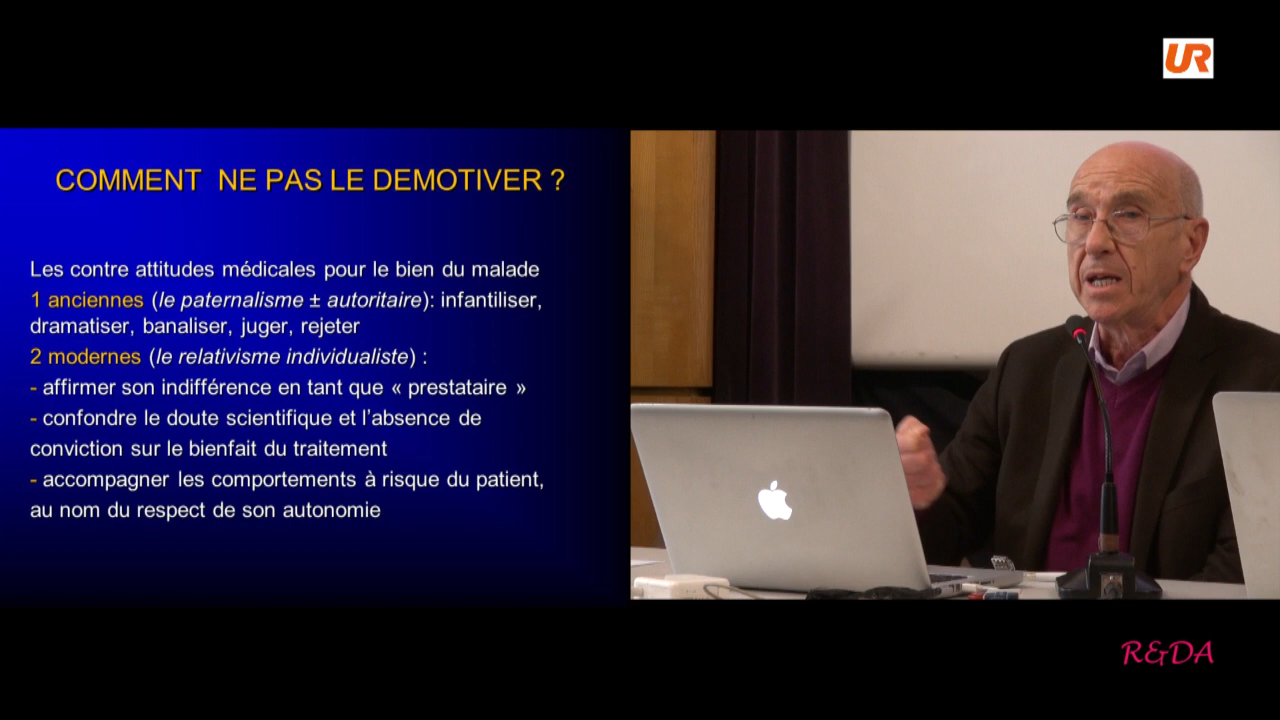 UR
COMMENT NE PAS LE DEMOTIVER ?
Les contre attitudes médicales pour le bien du malade
1 anciennes (le paternalisme ± autoritaire): infantiliser,
dramatiser, banaliser, juger, rejeter
2 modernes (le relativisme individualiste) :
- affirmer son indifférence en tant que « prestataire »
- confondre le doute scientifique et l'absence de
conviction sur le bienfait du traitement
- accompagner les comportements à risque du patient,
au nom du respect de son autonomie
R&DA